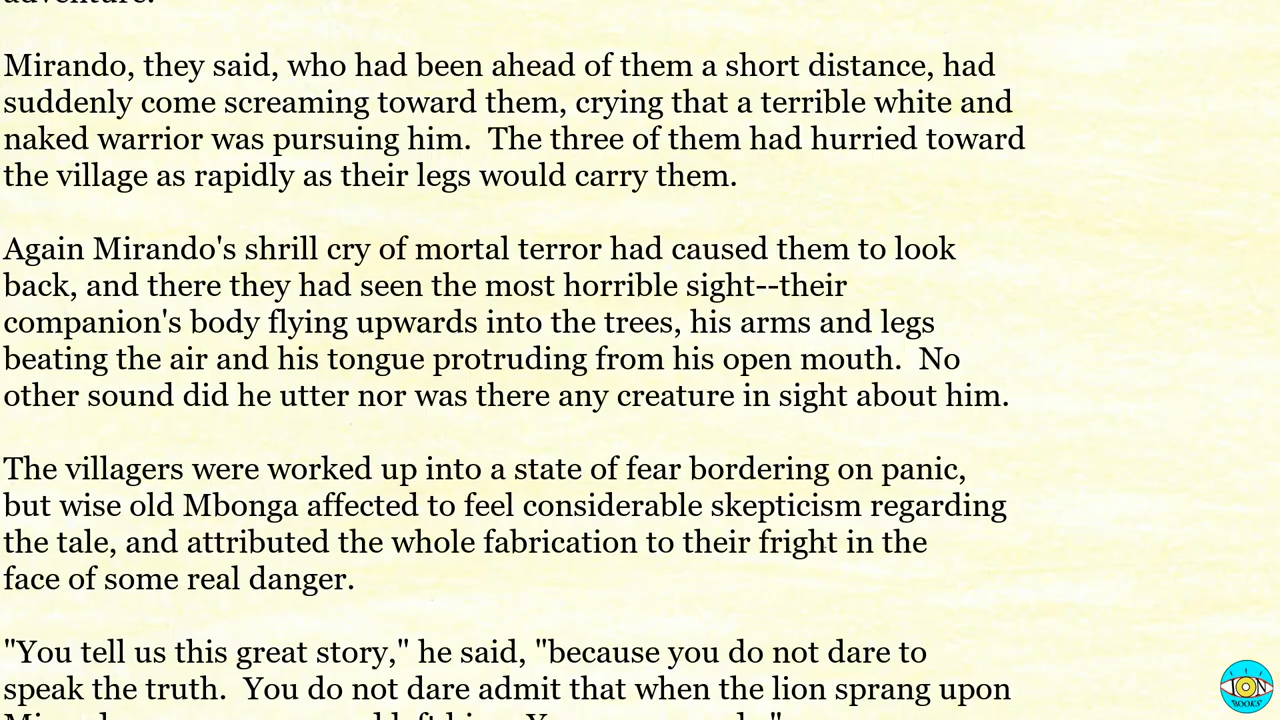 adventure.
Mirando, they said, who had been ahead of them a short distance, had
suddenly come screaming toward them, crying that a terrible white and
naked warrior was pursuing him.  The three of them had hurried toward
the village as rapidly as their legs would carry them.
Again Mirando's shrill cry of mortal terror had caused them to look
back, and there they had seen the most horrible sight--their
companion's body flying upwards into the trees, his arms and legs
beating the air and his tongue protruding from his open mouth.  No
other sound did he utter nor was there any creature in sight about him.
The villagers were worked up into a state of fear bordering on panic,
but wise old Mbonga affected to feel considerable skepticism regarding
the tale, and attributed the whole fabrication to their fright in the
face of some real danger.
"You tell us this great story," he said, "because you do not dare to
speak the truth.  You do not dare admit that when the lion sprang upon
ION
BOOKS